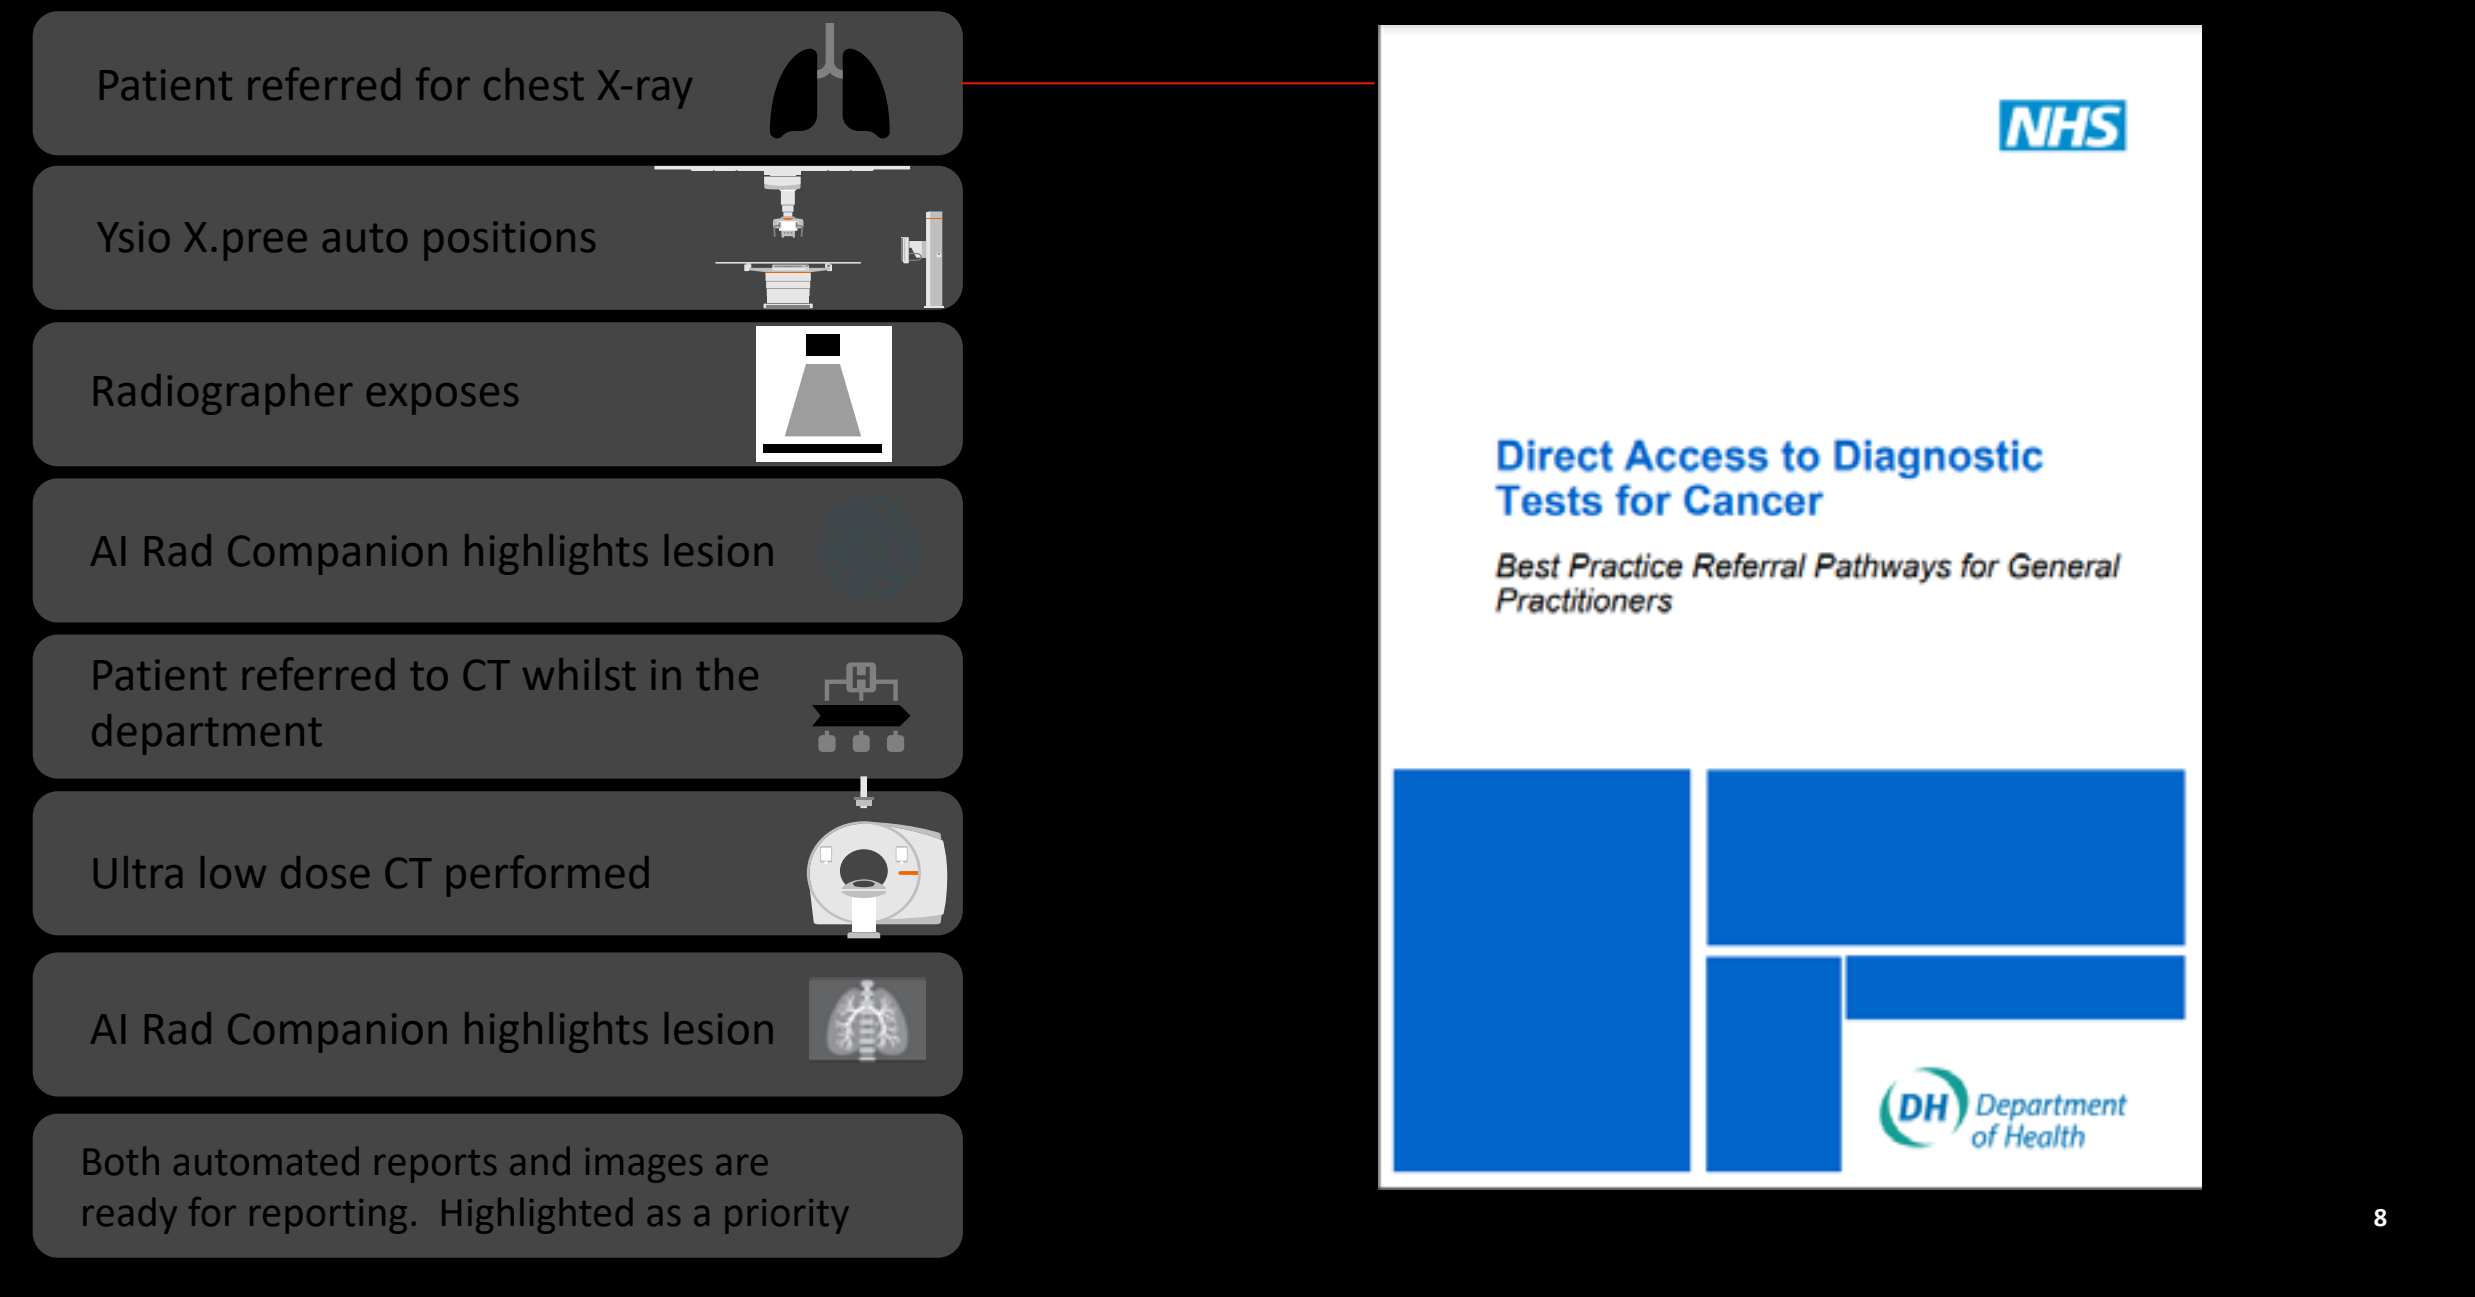 Patient referred for chest X-ray
Ysio X.pree auto positions
Radiographer exposes
AI Rad Companion highlights lesion
Patient referred to CT whilst in the
department
H
Ultra low dose CT performed
AI Rad Companion highlights lesion
Both automated reports and images are
ready for reporting.  Highlighted as a priority
NHS
Direct Access to Diagnostic
Tests for Cancer
Best Practice Referral Pathways for General
Practitioners
DH Department
of Health
8